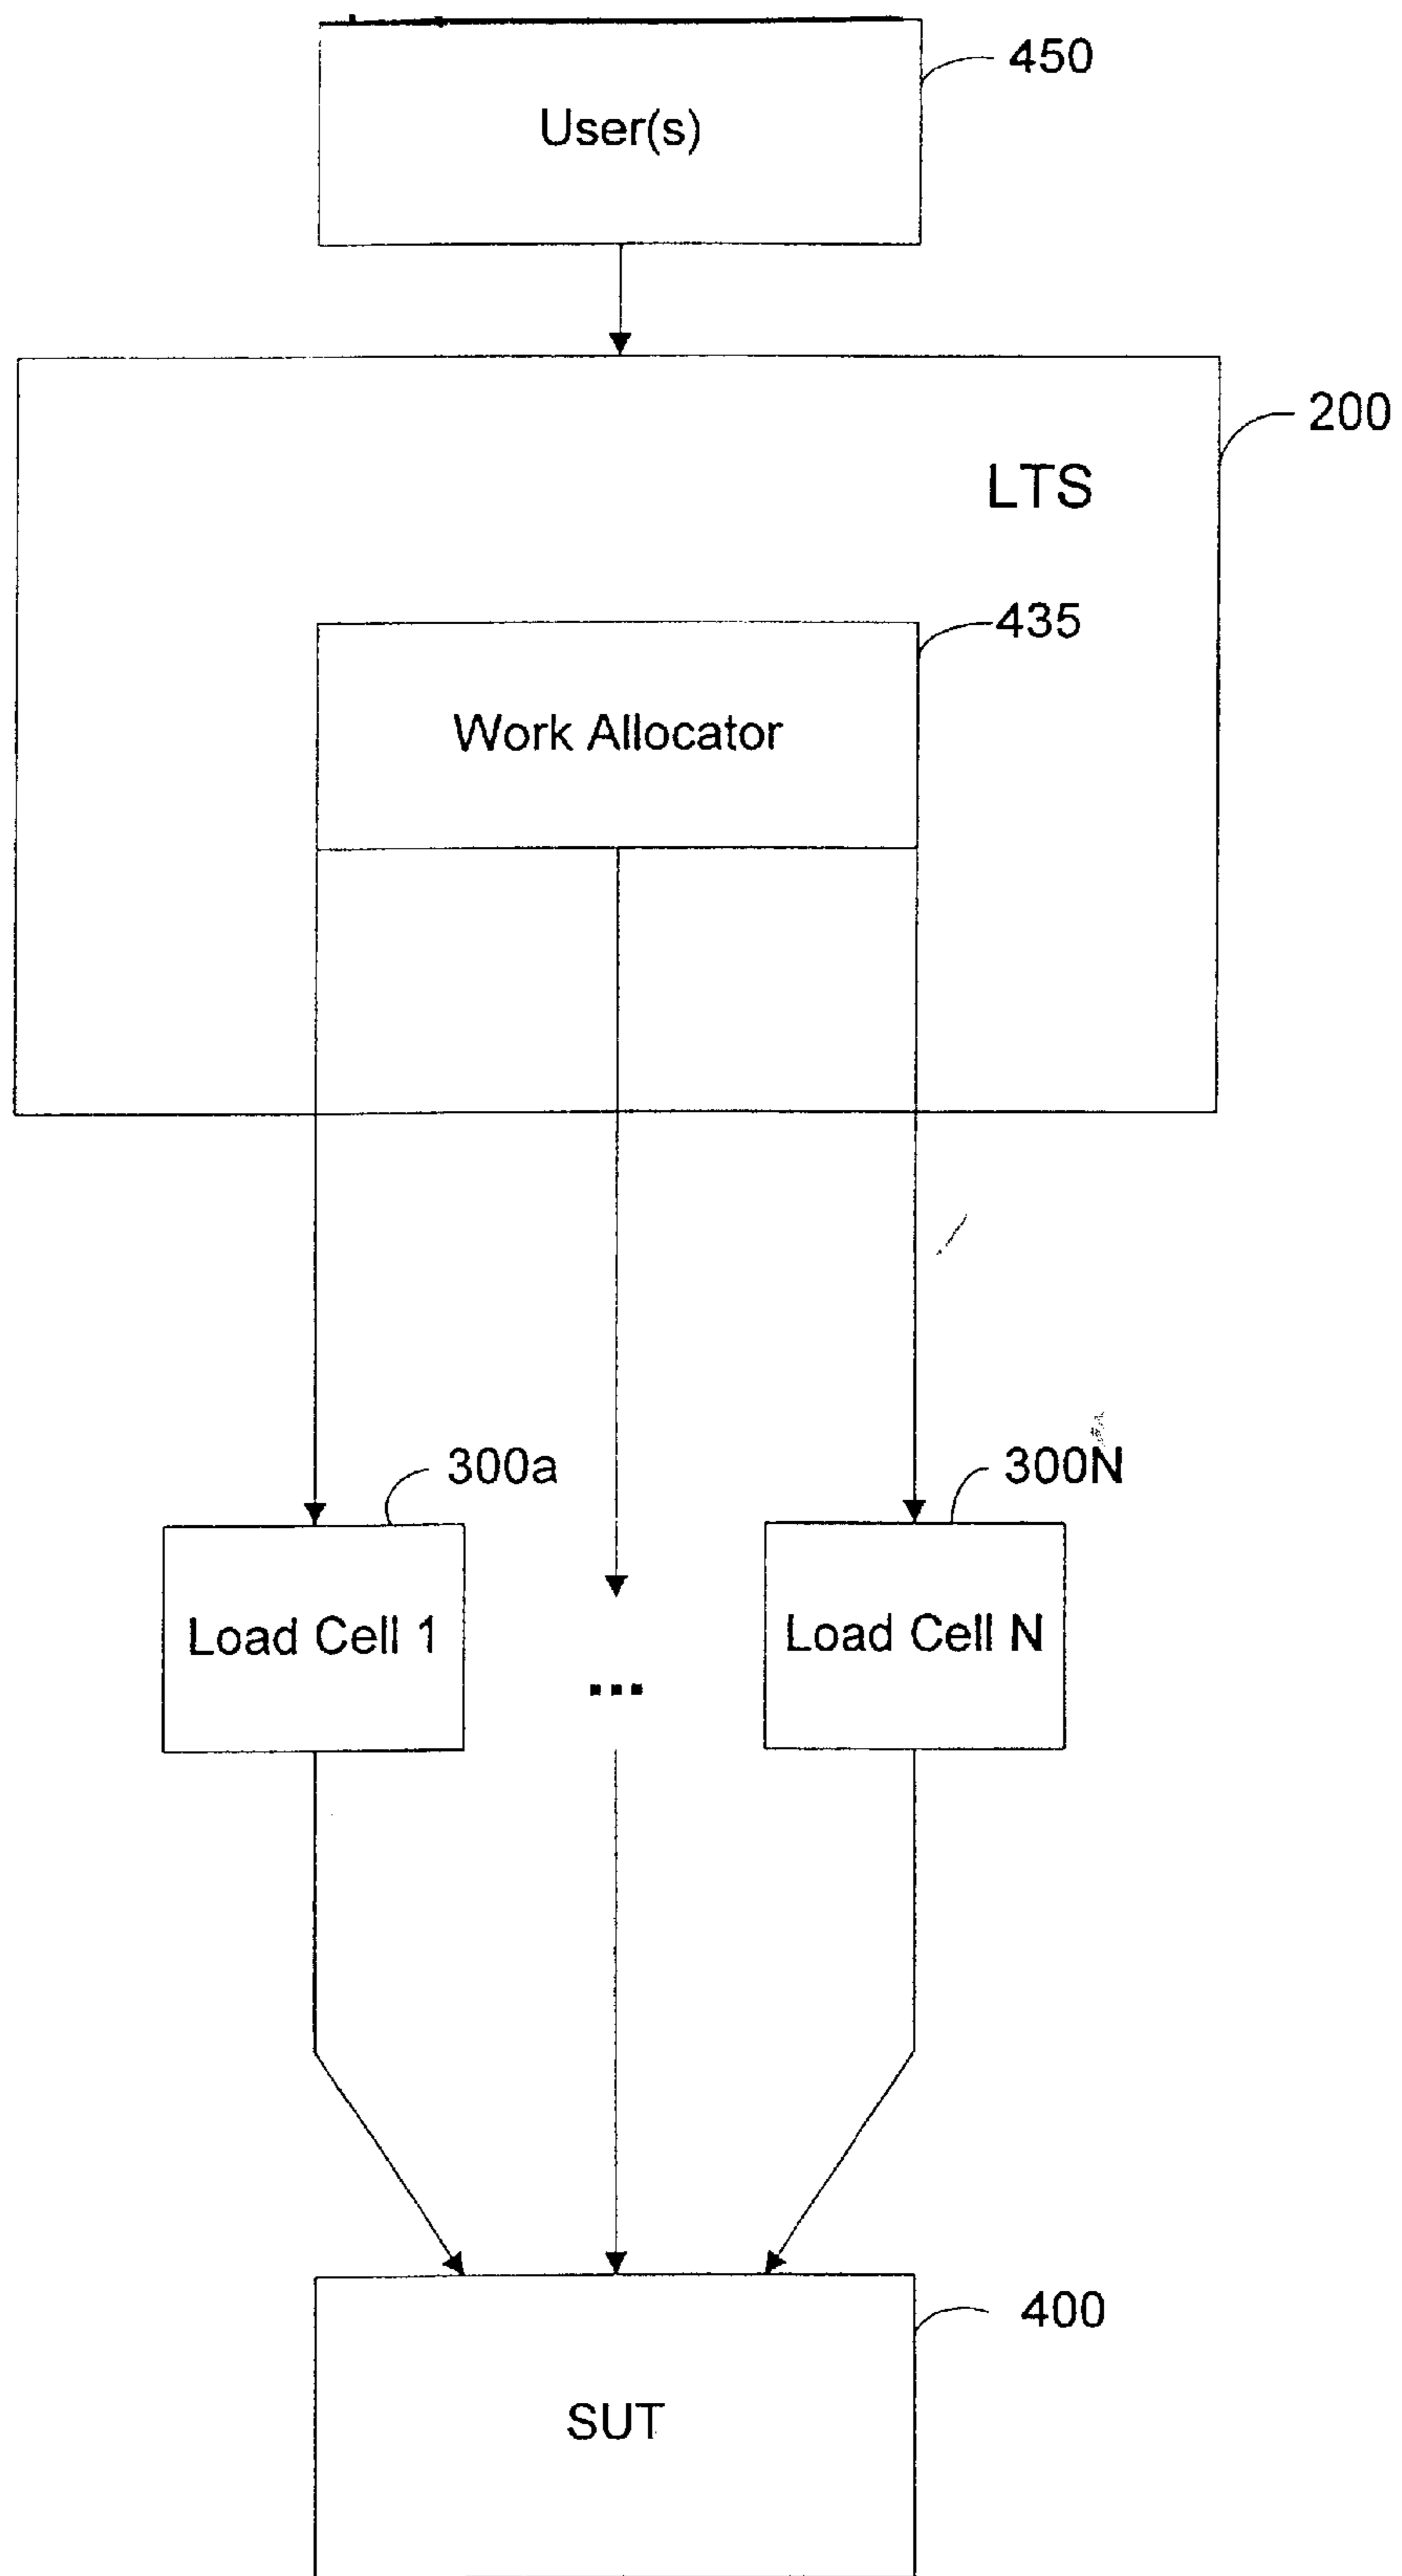 450
User(s)
200
LTS
435
Work Allocator
300a
300N
Load Cell 1
Load Cell N
...
400
SUT